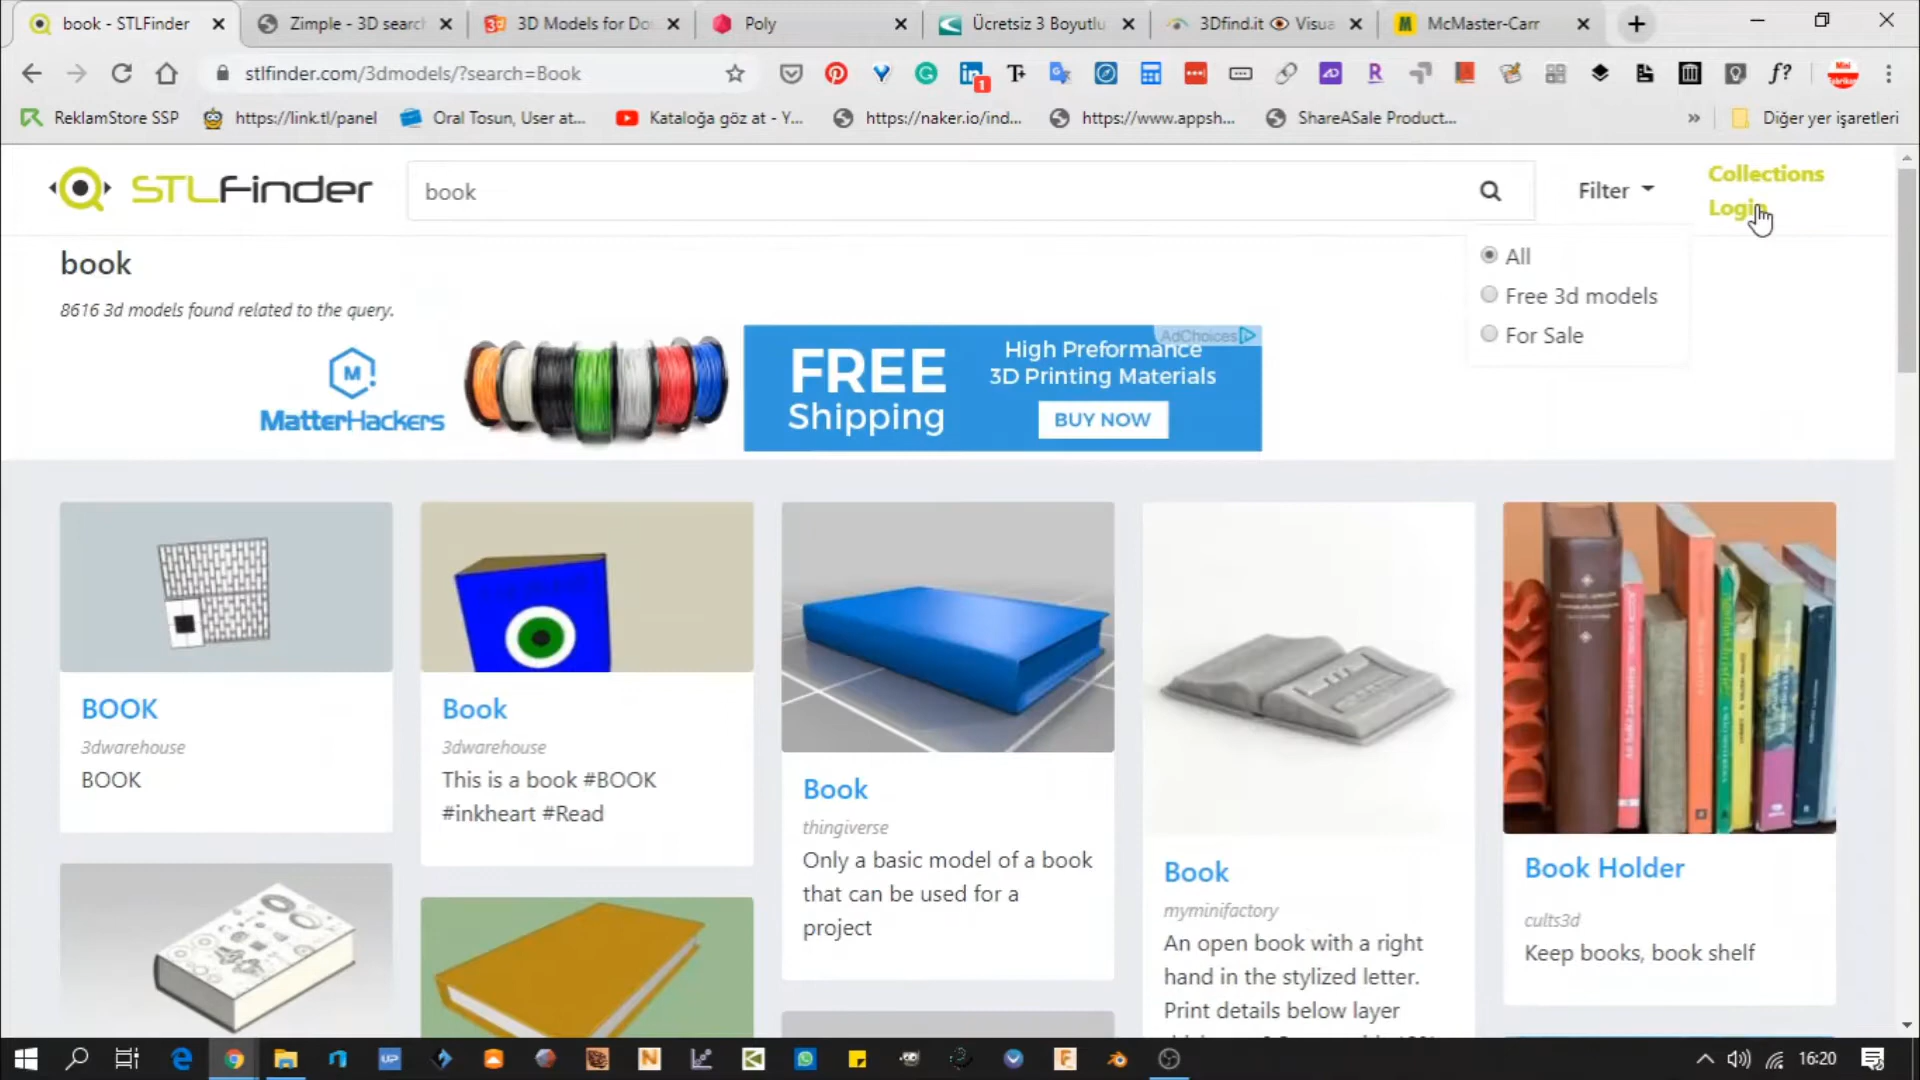 book - STLFinder
Zimple - 3D search
3D Models for Do
Poly
Ücretsiz 3 Boyutlu
3Dfind.it Visua
McMaster-Carr
stlfinder.com/3dmodels/?search=Book
ReklamStore SSP
https://link.tl/panel
Oral Tosun, User at...
Kataloğa göz at - Y...
https://naker.io/ind...
https://www.appsh...
ShareASale Product...
Diğer yer işaretleri
STLFinder
book
Filter
Collections
Login
All
Free 3d models
For Sale
book
8616 3d models found related to the query.
MatterHackers
FREE
Shipping
AdChoices
High Preformance
3D Printing Materials
BUY NOW
BOOK
3dwarehouse
BOOK
Book
3dwarehouse
This is a book #BOOK
#inkheart #Read
Book
thingiverse
Only a basic model of a book
that can be used for a
project
Book
myminifactory
An open book with a right
hand in the stylized letter.
Print details below layer
Book Holder
cults3d
Keep books, book shelf
16:20